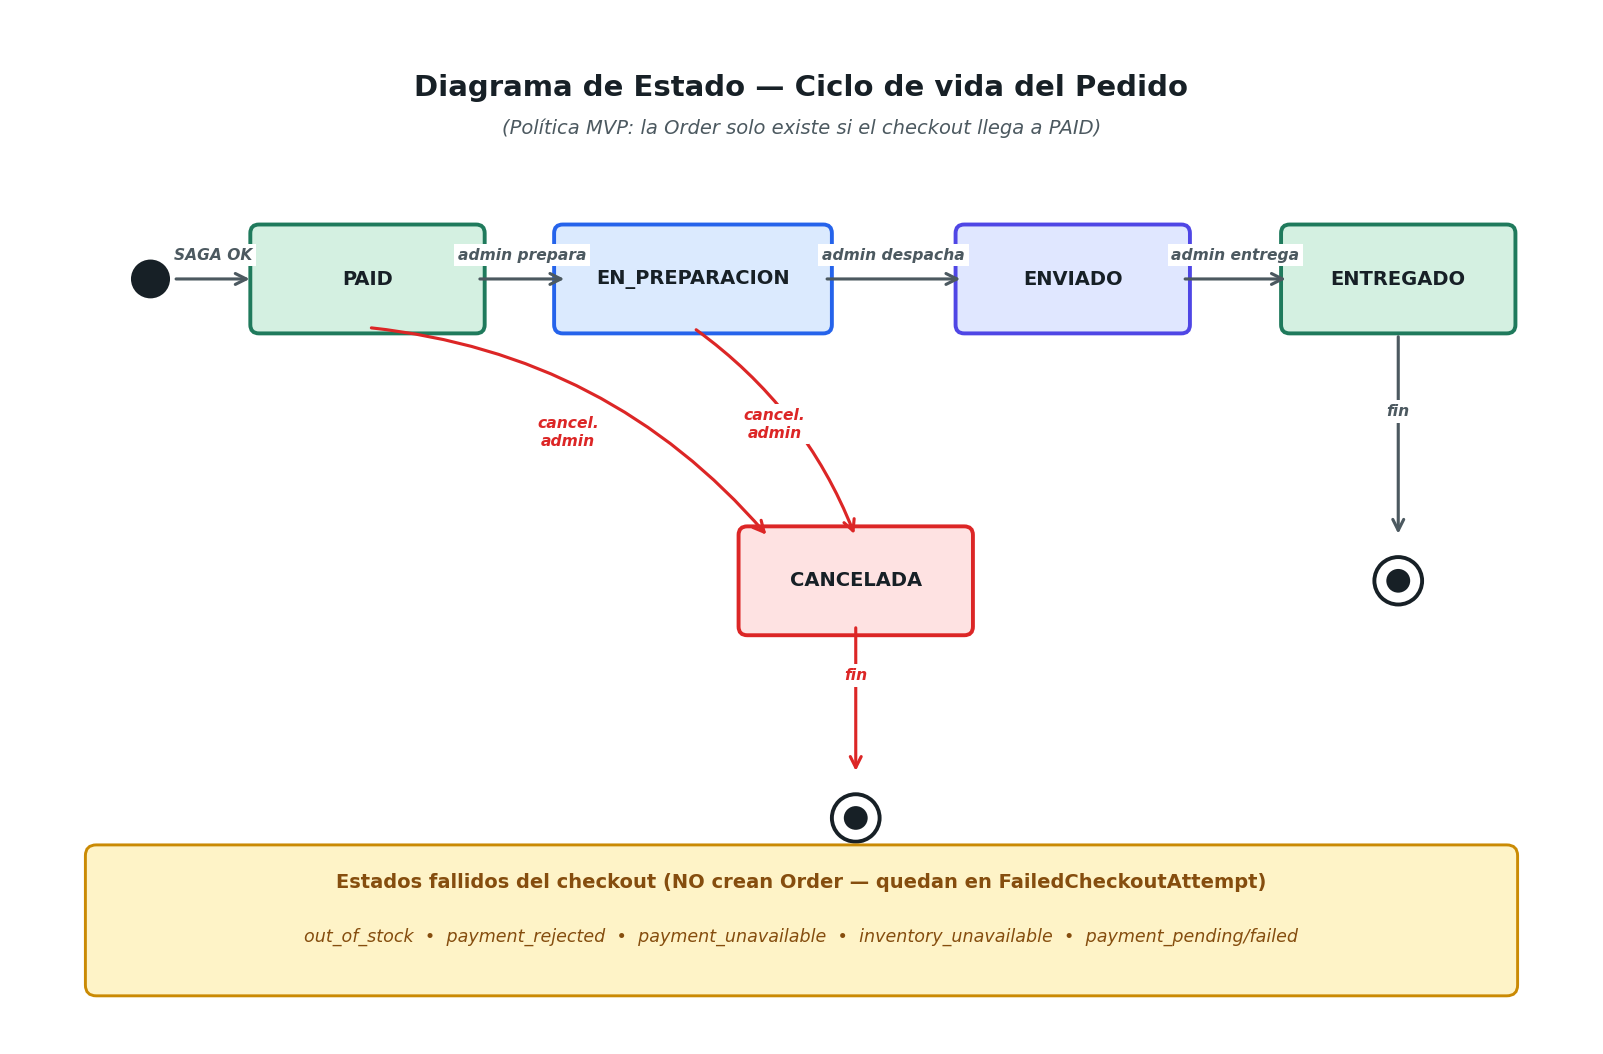 Diagrama de Estado — Ciclo de vida del Pedido
(Política MVP: la Order solo existe si el checkout llega a PAID)
SAGA OK
PAID
admin prepara
EN_PREPARACION
admin despacha
ENVIADO
admin entrega
ENTREGADO
cancel.
admin
cancel.
admin
fin
CANCELADA
fin
Estados fallidos del checkout (NO crean Order — quedan en FailedCheckoutAttempt)
out_of_stock • payment_rejected • payment_unavailable • inventory_unavailable • payment_pending/failed